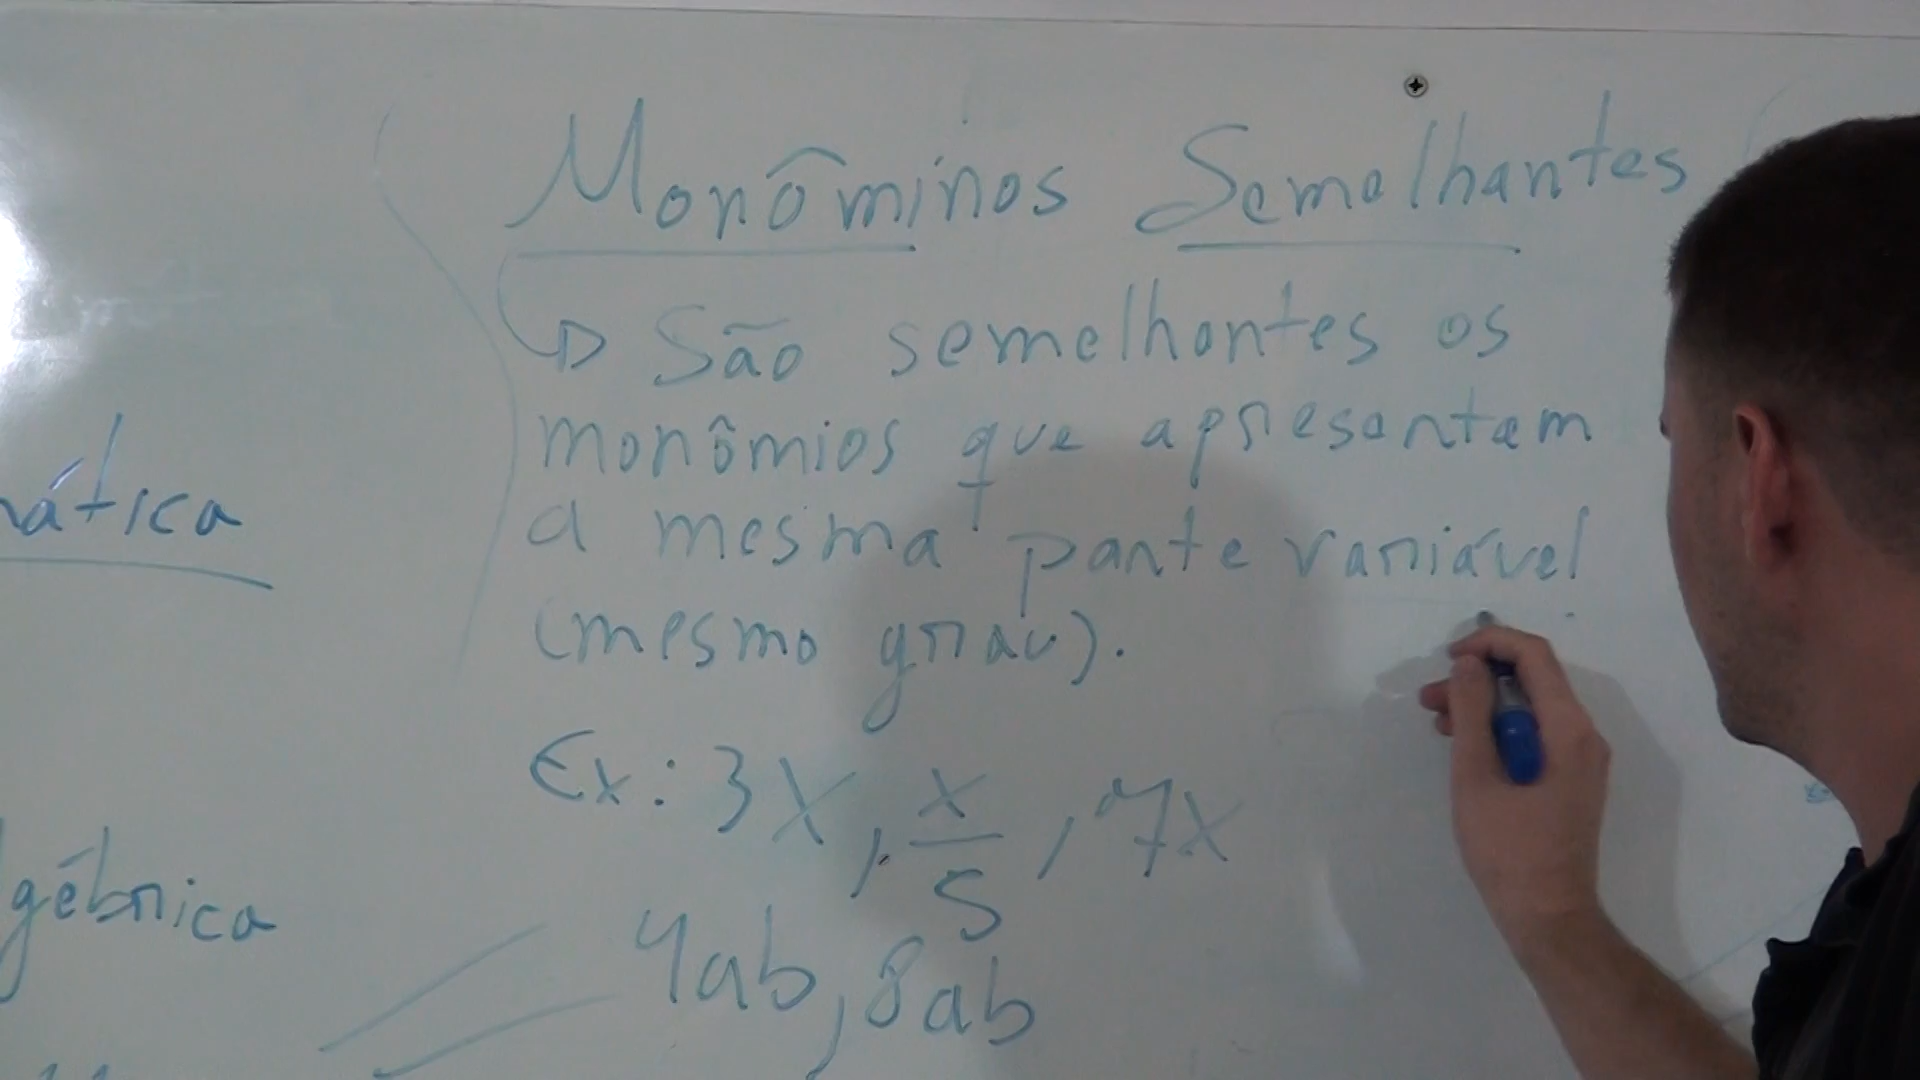 Monôminos Semelhantes
São semelhantes os
monômios que apresentam
a mesma parte variável
(mesmo grau).
Ex: 3x, x/5, 7x
4ab, 8ab
ática
gébrica